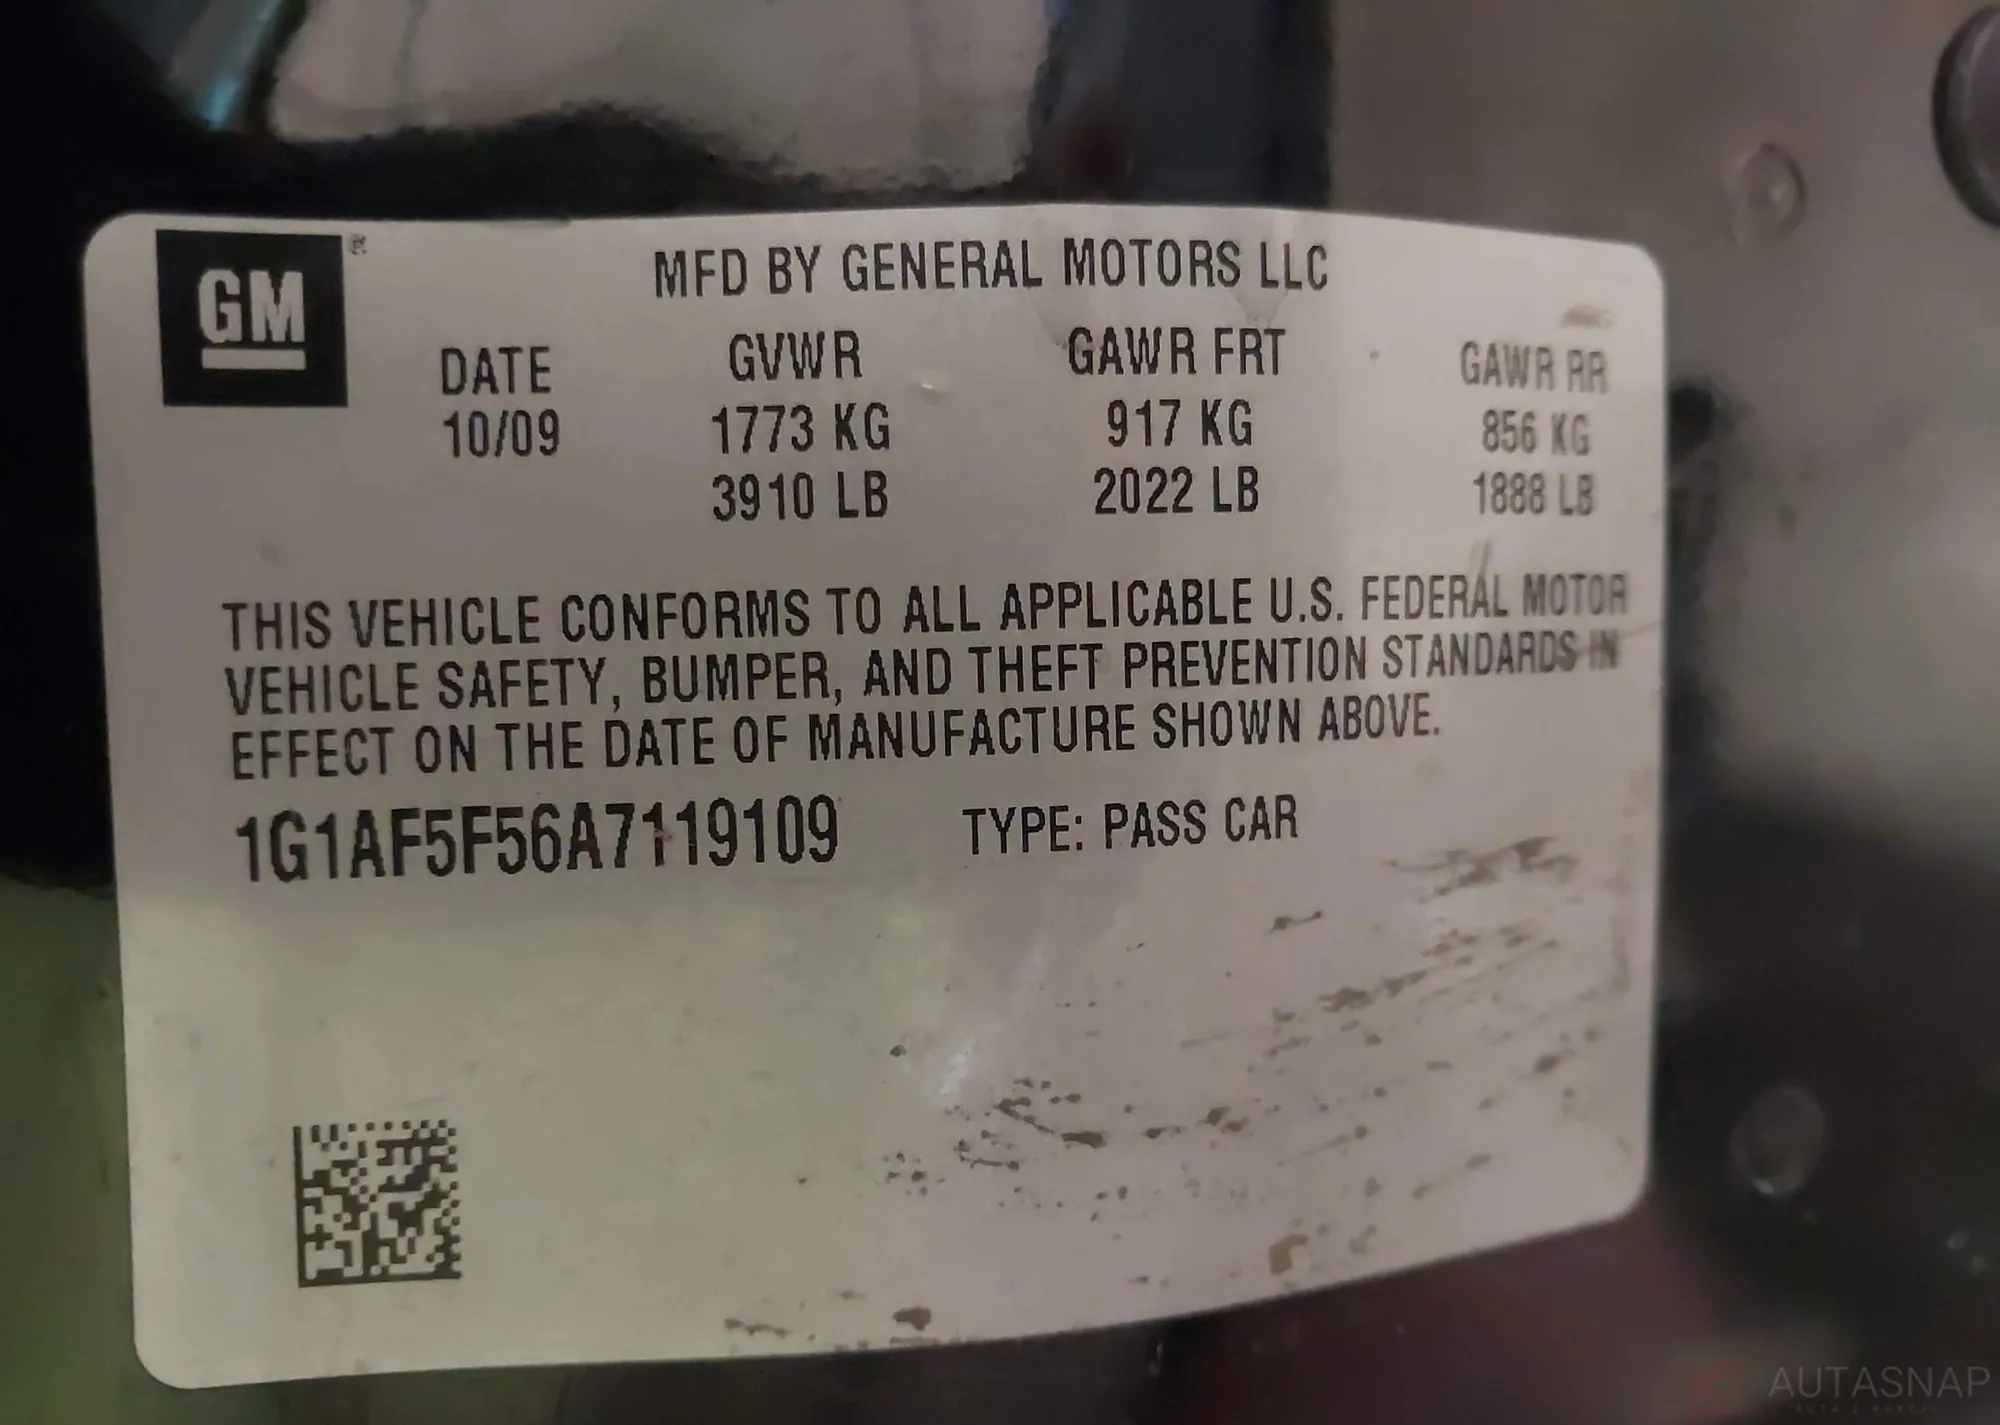 GM ®
MFD BY GENERAL MOTORS LLC
DATE GVWR GAWR FRT GAWR RR
10/09 1773 KG 917 KG 856 KG
3910 LB 2022 LB 1888 LB
THIS VEHICLE CONFORMS TO ALL APPLICABLE U.S. FEDERAL MOTOR
VEHICLE SAFETY, BUMPER, AND THEFT PREVENTION STANDARDS IN
EFFECT ON THE DATE OF MANUFACTURE SHOWN ABOVE.
1G1AF5F56A7119109 TYPE: PASS CAR
AUTASNAP